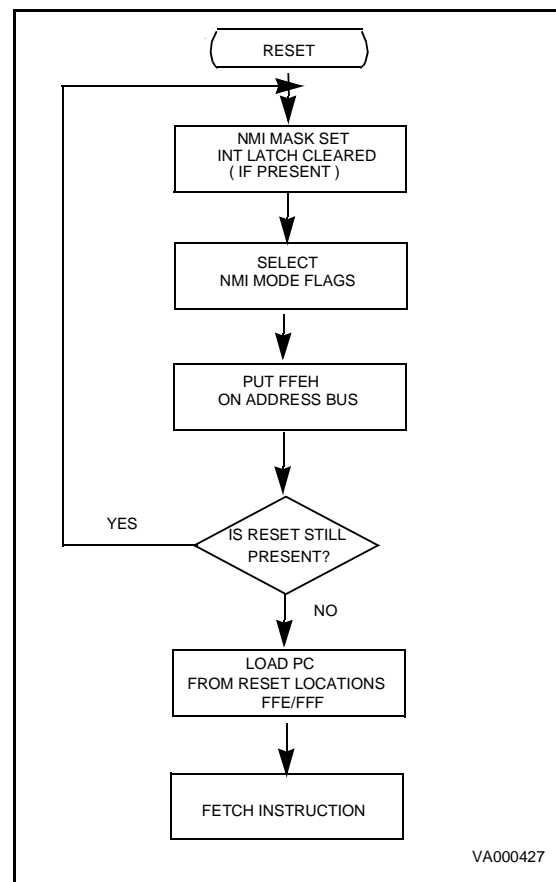 RESET
NMI MASK SET
INT LATCH CLEARED
( IF PRESENT )
SELECT
NMI MODE FLAGS
PUT FFEH
ON ADDRESS BUS
YES
IS RESET STILL
PRESENT?
NO
LOAD PC
FROM RESET LOCATIONS
FFE/FFF
FETCH INSTRUCTION
VA000427